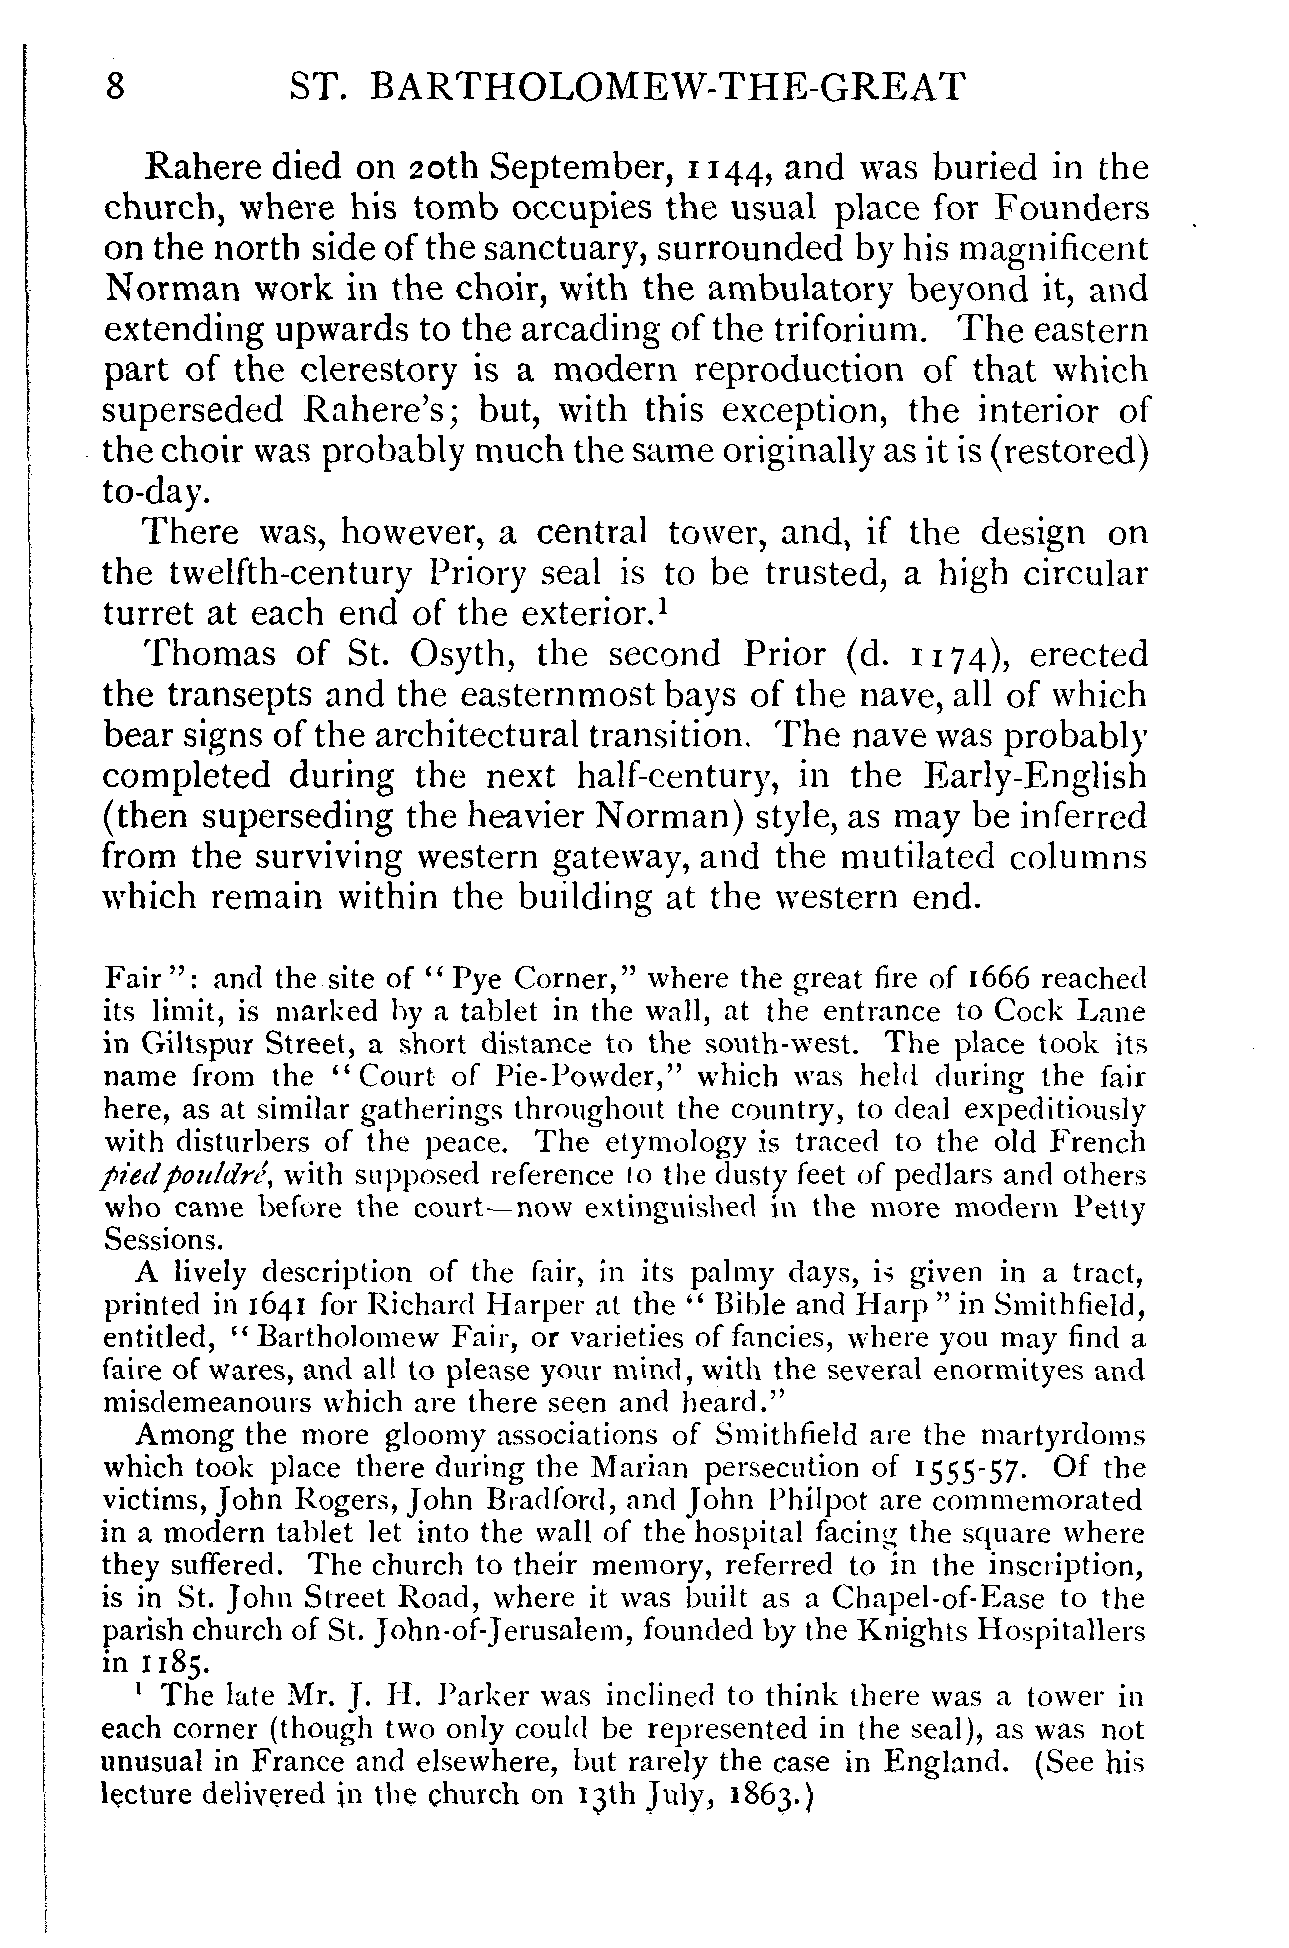 8 ST. BARTHOLOMEW-THE-GREAT
Rahere died on 20th September, 1144, and was buried in the
church, where his tomb occupies the usual place for Founders
on the north side of the sanctuary, surrounded by his magnificent
Norman work in the choir, with the ambulatory beyond it, and
extending upwards to the arcading of the triforium. The eastern
part of the clerestory is a modern reproduction of that which
superseded Rahere's; but, with this exception, the interior of
the choir was probably much the same originally as it is (restored)
to-day.
There was, however, a central tower, and, if the design on
the twelfth-century Priory seal is to be trusted, a high circular
turret at each end of the exterior.¹
Thomas of St. Osyth, the second Prior (d. 1174), erected
the transepts and the easternmost bays of the nave, all of which
bear signs of the architectural transition. The nave was probably
completed during the next half-century, in the Early-English
(then superseding the heavier Norman) style, as may be inferred
from the surviving western gateway, and the mutilated columns
which remain within the building at the western end.
Fair": and the site of "Pye Corner," where the great fire of 1666 reached
its limit, is marked by a tablet in the wall, at the entrance to Cock Lane
in Giltspur Street, a short distance to the south-west. The place took its
name from the "Court of Pie-Powder," which was held during the fair
here, as at similar gatherings throughout the country, to deal expeditiously
with disturbers of the peace. The etymology is traced to the old French
pied pouldré, with supposed reference to the dusty feet of pedlars and others
who came before the court—now extinguished in the more modern Petty
Sessions.
A lively description of the fair, in its palmy days, is given in a tract,
printed in 1641 for Richard Harper at the "Bible and Harp" in Smithfield,
entitled, "Bartholomew Fair, or varieties of fancies, where you may find a
faire of wares, and all to please your mind, with the several enormityes and
misdemeanours which are there seen and heard."
Among the more gloomy associations of Smithfield are the martyrdoms
which took place there during the Marian persecution of 1555-57. Of the
victims, John Rogers, John Bradford, and John Philpot are commemorated
in a modern tablet let into the wall of the hospital facing the square where
they suffered. The church to their memory, referred to in the inscription,
is in St. John Street Road, where it was built as a Chapel-of-Ease to the
parish church of St. John-of-Jerusalem, founded by the Knights Hospitallers
in 1185.
¹ The late Mr. J. H. Parker was inclined to think there was a tower in
each corner (though two only could be represented in the seal), as was not
unusual in France and elsewhere, but rarely the case in England. (See his
lecture delivered in the church on 13th July, 1863.)